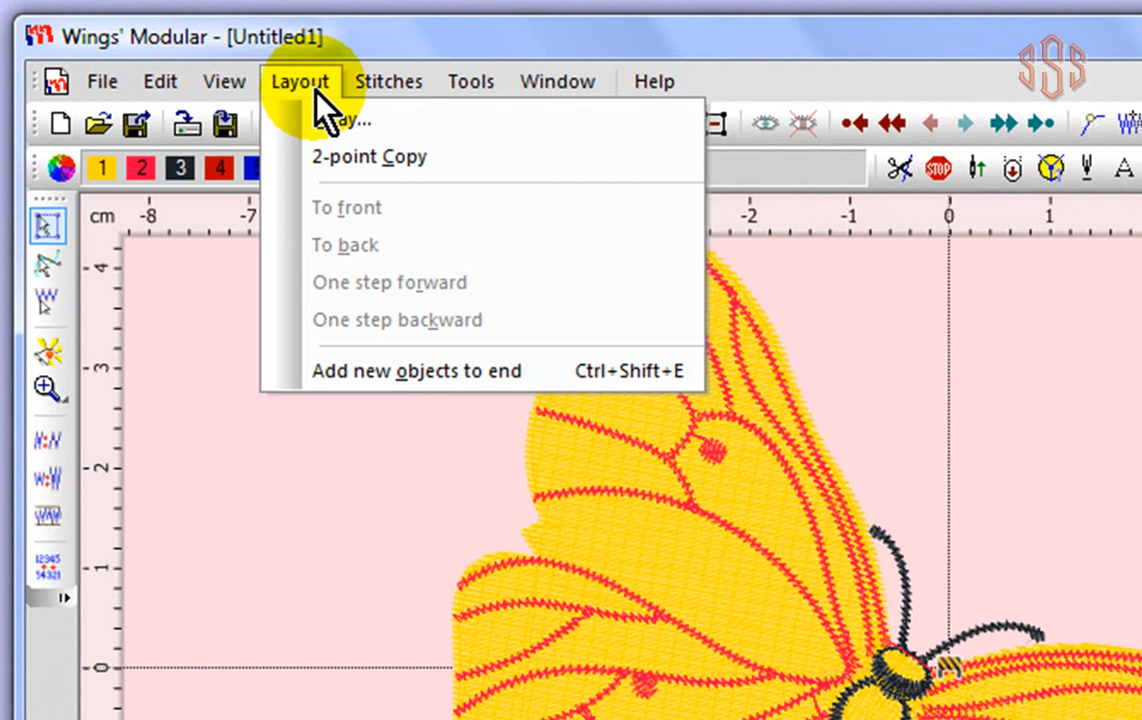 Wings' Modular - [Untitled1]
SSS
File Edit View Layout Stitches Tools Window Help
1 2 3 4
2-point Copy
To front
To back
One step forward
One step backward
Add new objects to end Ctrl+Shift+E
STOP A
cm -8 -7 -2 -1 0 1
4
3
2
1
0
12345
54321